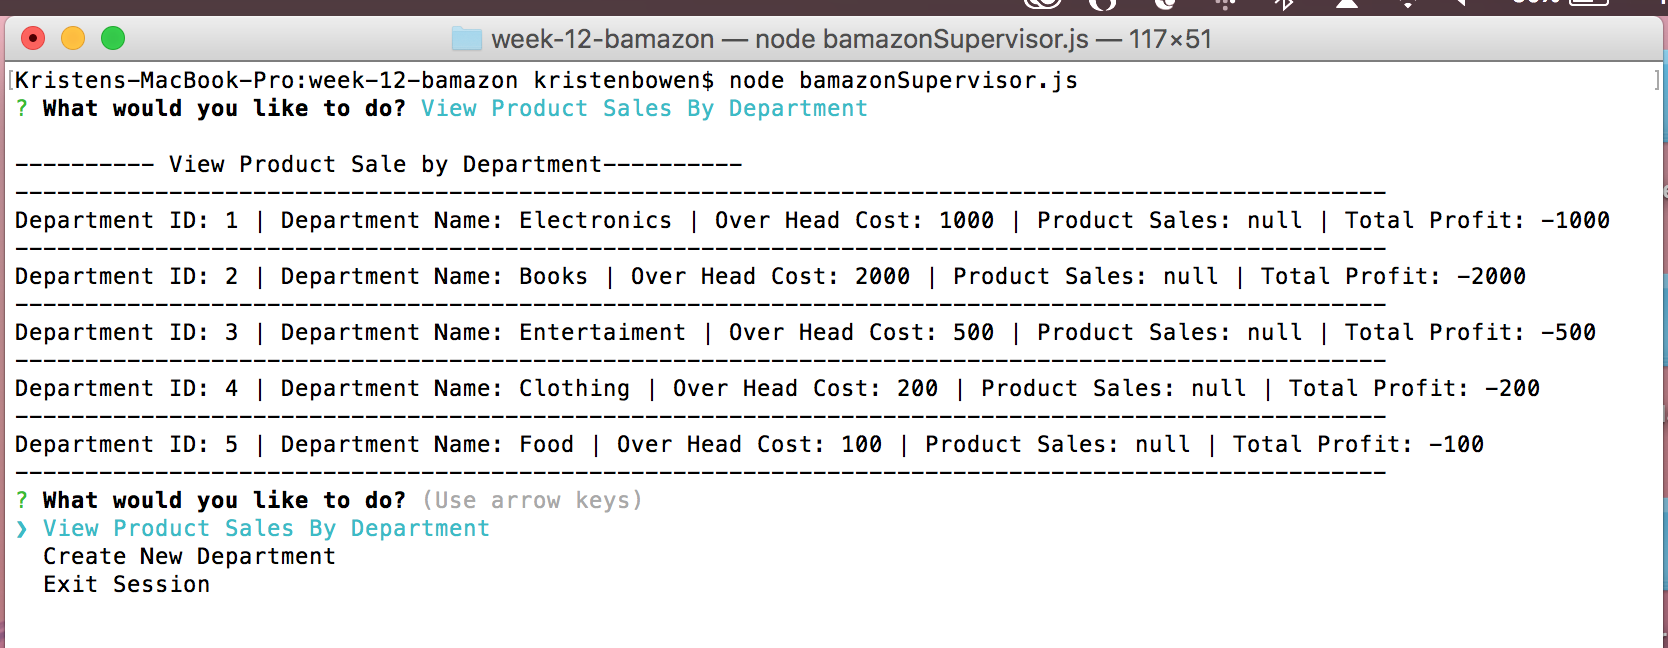 week-12-bamazon — node bamazonSupervisor.js — 117×51
[Kristens-MacBook-Pro:week-12-bamazon kristenbowen$ node bamazonSupervisor.js ]
? What would you like to do? View Product Sales By Department
---------- View Product Sale by Department----------
--------------------------------------------------------------------------------------------------
Department ID: 1 | Department Name: Electronics | Over Head Cost: 1000 | Product Sales: null | Total Profit: -1000
--------------------------------------------------------------------------------------------------
Department ID: 2 | Department Name: Books | Over Head Cost: 2000 | Product Sales: null | Total Profit: -2000
--------------------------------------------------------------------------------------------------
Department ID: 3 | Department Name: Entertaiment | Over Head Cost: 500 | Product Sales: null | Total Profit: -500
--------------------------------------------------------------------------------------------------
Department ID: 4 | Department Name: Clothing | Over Head Cost: 200 | Product Sales: null | Total Profit: -200
--------------------------------------------------------------------------------------------------
Department ID: 5 | Department Name: Food | Over Head Cost: 100 | Product Sales: null | Total Profit: -100
--------------------------------------------------------------------------------------------------
? What would you like to do? (Use arrow keys)
❯ View Product Sales By Department
Create New Department
Exit Session